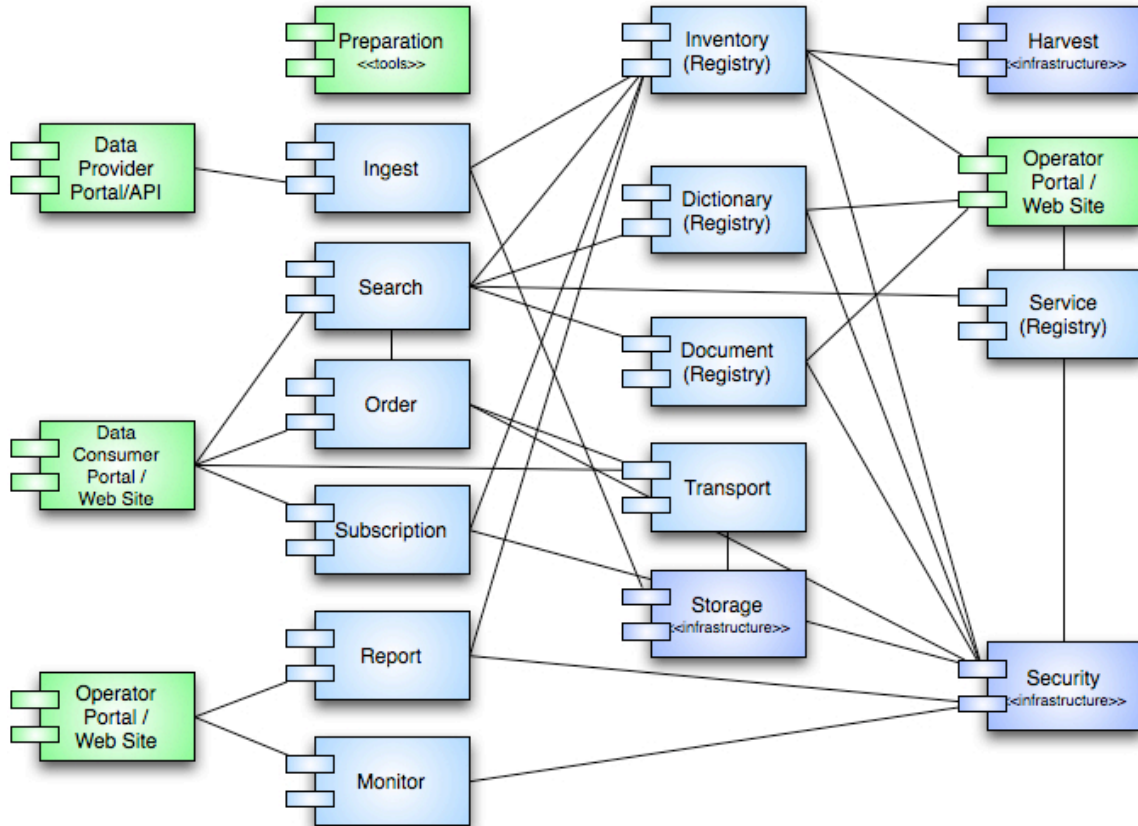 Preparation
<<tools>>
Inventory
(Registry)
Harvest
<<infrastructure>>
Data
Provider
Portal/API
Ingest
Dictionary
(Registry)
Operator
Portal /
Web Site
Search
Service
(Registry)
Document
(Registry)
Order
Data
Consumer
Portal /
Web Site
Transport
Subscription
Storage
<<infrastructure>>
Report
Security
<<infrastructure>>
Operator
Portal /
Web Site
Monitor